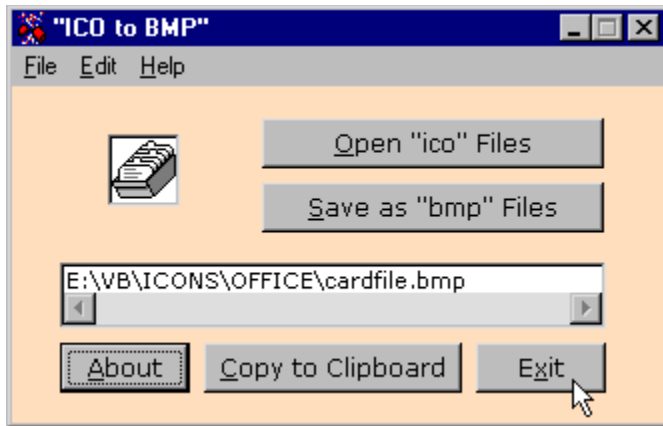 "ICO to BMP"
File Edit Help
Open "ico" Files
Save as "bmp" Files
E:\VB\ICONS\OFFICE\cardfile.bmp
About Copy to Clipboard Exit